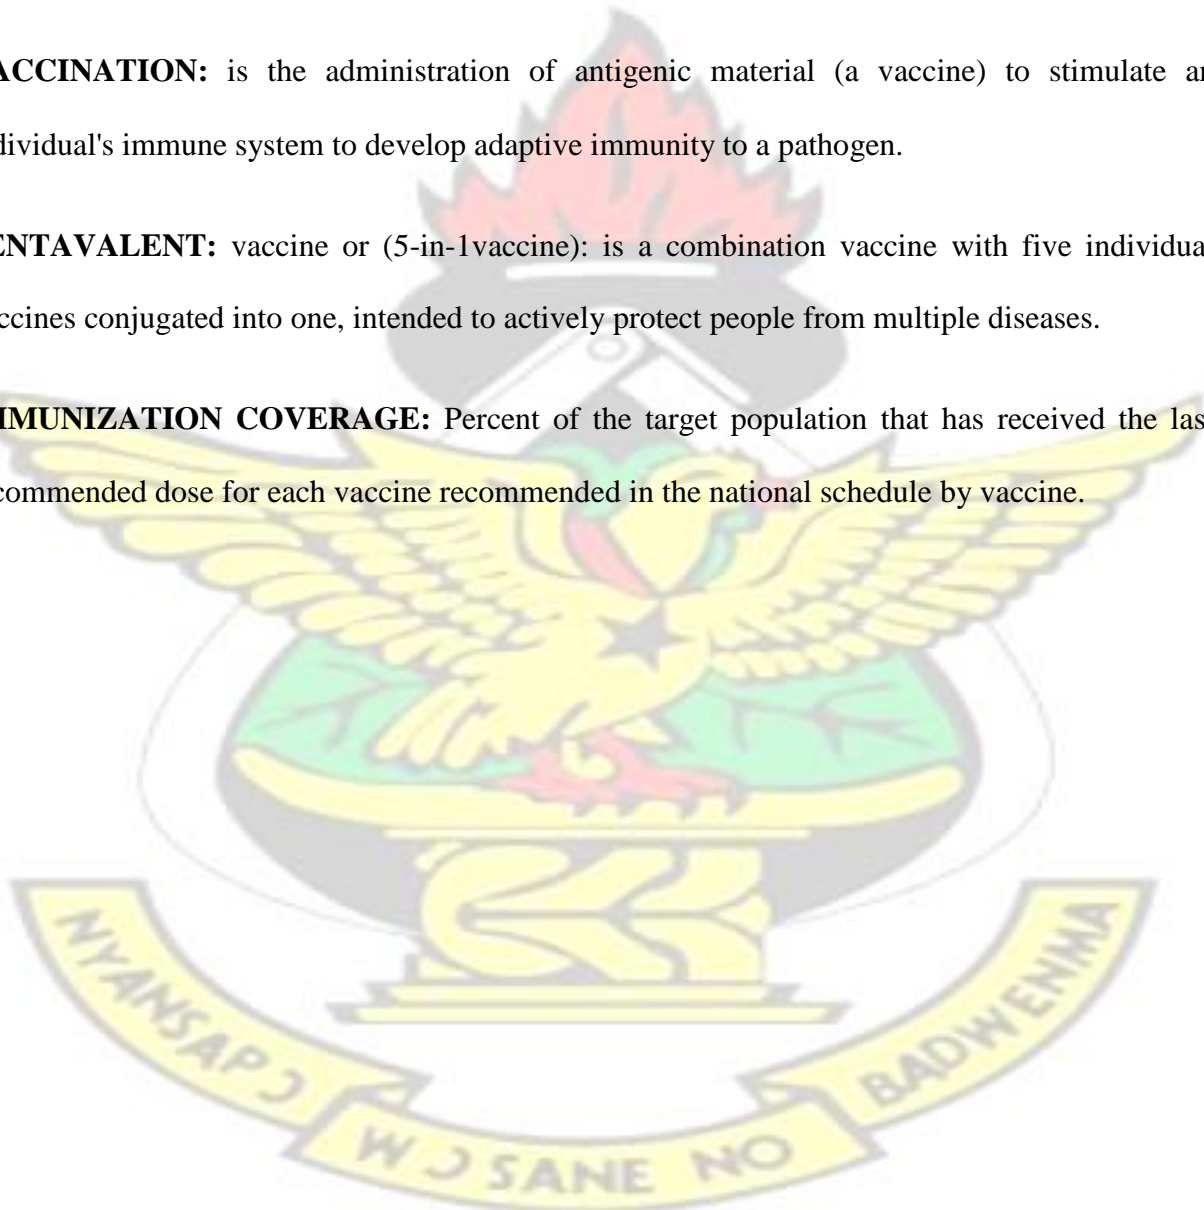 ACCINATION: is the administration of antigenic material (a vaccine) to stimulate an
dividual's immune system to develop adaptive immunity to a pathogen.
ENTAVALENT: vaccine or (5-in-1vaccine): is a combination vaccine with five individua
ccines conjugated into one, intended to actively protect people from multiple diseases.
MMUNIZATION COVERAGE: Percent of the target population that has received the las
commended dose for each vaccine recommended in the national schedule by vaccine.
NYANSAPƆ WƆSANE NO BADWENMA